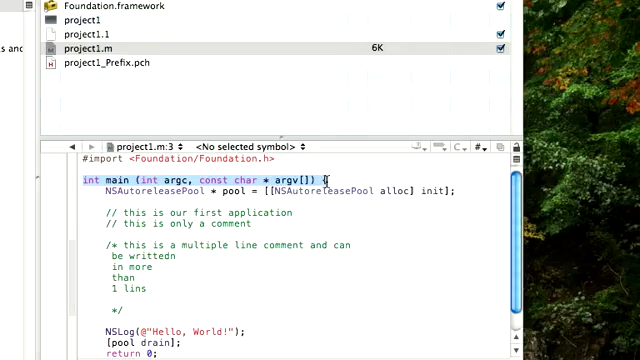 Foundation.framework
project1
s and
project1.1
project1.m 6K
project1_Prefix.pch
project1.m:3 <No selected symbol> C #
#import <Foundation/Foundation.h>
int main (int argc, const char * argv[]) {
NSAutoreleasePool * pool = [[NSAutoreleasePool alloc] init];
// this is our first application
// this is only a comment
/* this is a multiple line comment and can
be writtedn
in more
than
1 lins
*/
NSLog(@"Hello, World!");
[pool drain];
return 0;